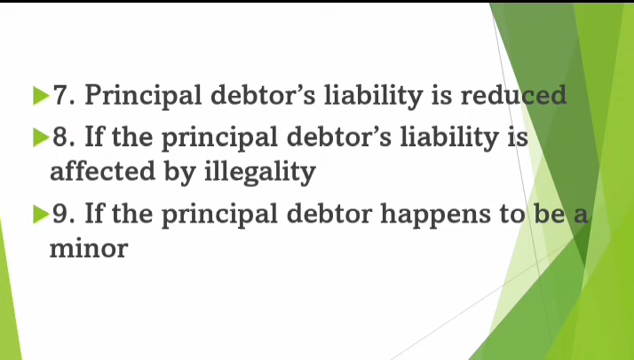 7. Principal debtor’s liability is reduced
8. If the principal debtor’s liability is
affected by illegality
9. If the principal debtor happens to be a
minor